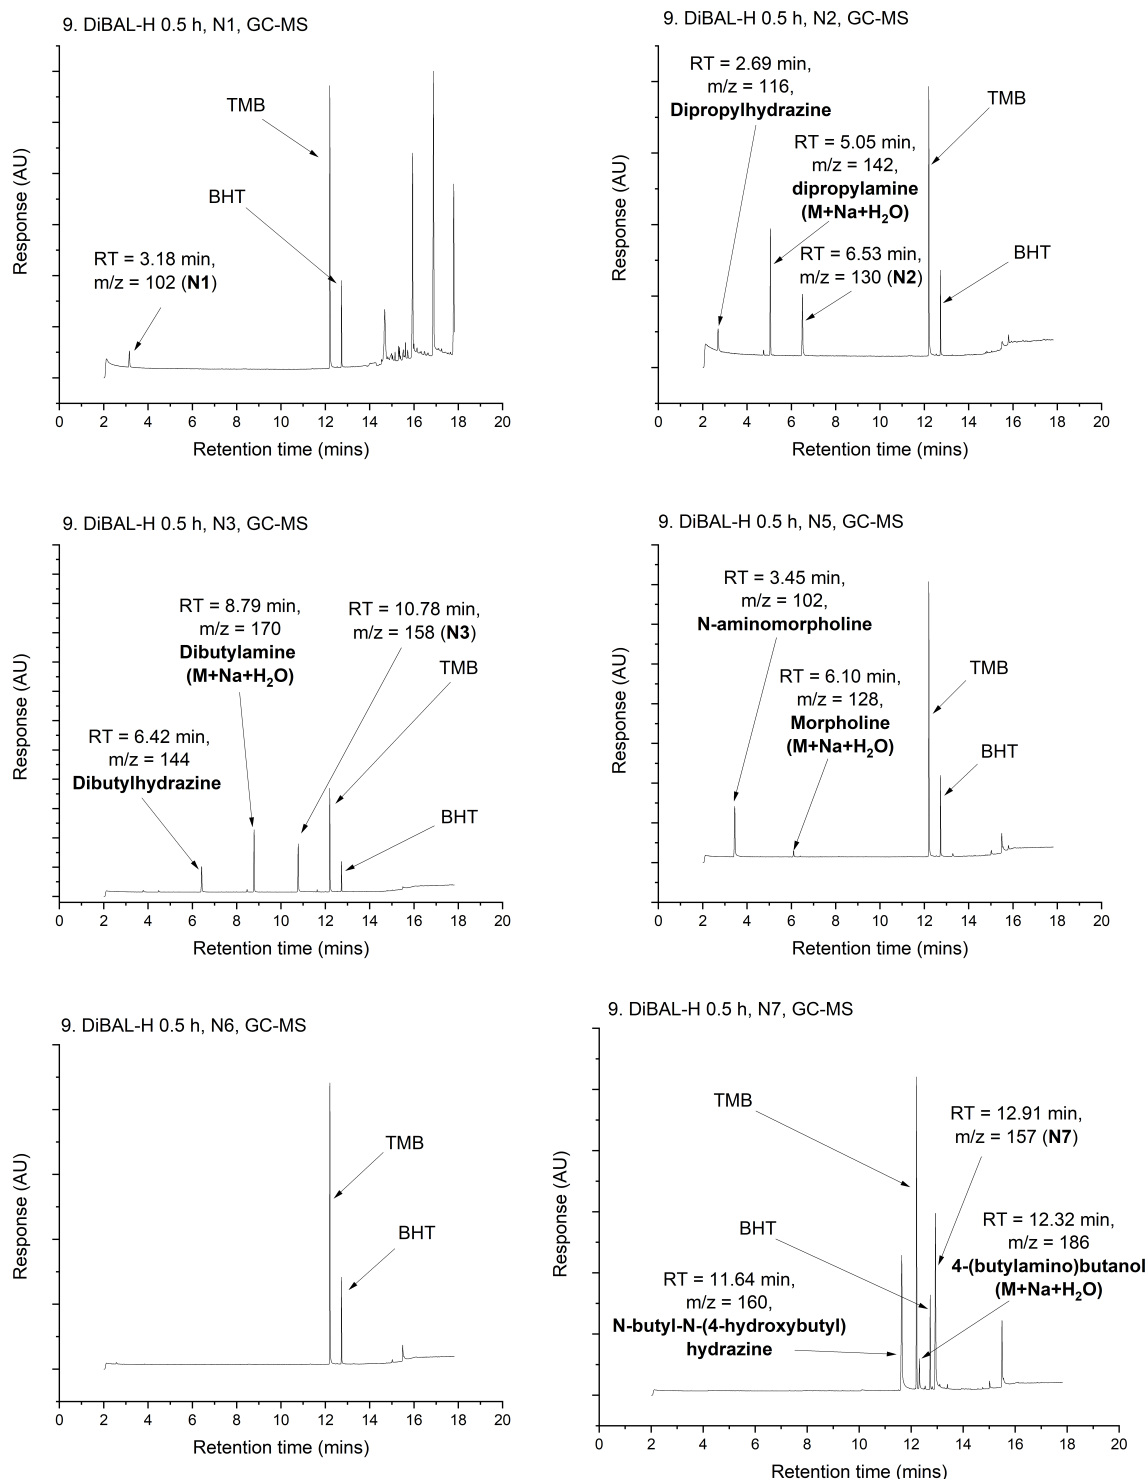 9. DiBAL-H 0.5 h, N1, GC-MS
Response (AU)
TMB
BHT
RT = 3.18 min,
m/z = 102 (N1)
0 2 4 6 8 10 12 14 16 18 20
Retention time (mins)
9. DiBAL-H 0.5 h, N2, GC-MS
Response (AU)
RT = 2.69 min,
m/z = 116,
Dipropylhydrazine
TMB
RT = 5.05 min,
m/z = 142,
dipropylamine
(M+Na+H2O)
RT = 6.53 min,
m/z = 130 (N2)
BHT
0 2 4 6 8 10 12 14 16 18 20
Retention time (mins)
9. DiBAL-H 0.5 h, N3, GC-MS
Response (AU)
RT = 8.79 min,
m/z = 170
Dibutylamine
(M+Na+H2O)
RT = 10.78 min,
m/z = 158 (N3)
TMB
RT = 6.42 min,
m/z = 144
Dibutylhydrazine
BHT
0 2 4 6 8 10 12 14 16 18 20
Retention time (mins)
9. DiBAL-H 0.5 h, N5, GC-MS
Response (AU)
RT = 3.45 min,
m/z = 102,
N-aminomorpholine
RT = 6.10 min,
m/z = 128,
Morpholine
(M+Na+H2O)
TMB
BHT
0 2 4 6 8 10 12 14 16 18 20
Retention time (mins)
9. DiBAL-H 0.5 h, N6, GC-MS
Response (AU)
TMB
BHT
0 2 4 6 8 10 12 14 16 18 20
Retention time (mins)
9. DiBAL-H 0.5 h, N7, GC-MS
Response (AU)
TMB
RT = 12.91 min,
m/z = 157 (N7)
BHT
RT = 12.32 min,
m/z = 186
4-(butylamino)butanol
(M+Na+H2O)
RT = 11.64 min,
m/z = 160,
N-butyl-N-(4-hydroxybutyl)
hydrazine
0 2 4 6 8 10 12 14 16 18 20
Retention time (mins)